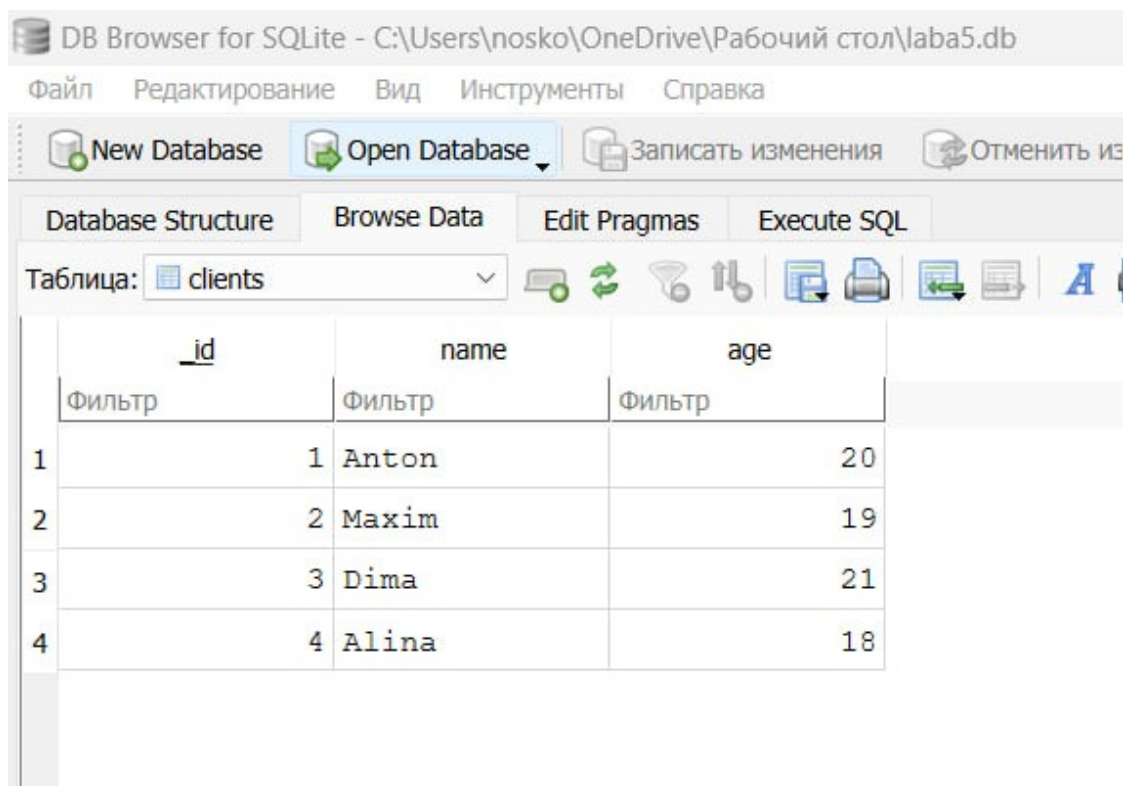 DB Browser for SQLite - C:\Users\nosko\OneDrive\Рабочий стол\laba5.db
Файл Редактирование Вид Инструменты Справка
New Database Open Database Записать изменения Отменить из
Database Structure Browse Data Edit Pragmas Execute SQL
Таблица: clients
_id name age
Фильтр Фильтр Фильтр
1 1 Anton 20
2 2 Maxim 19
3 3 Dima 21
4 4 Alina 18